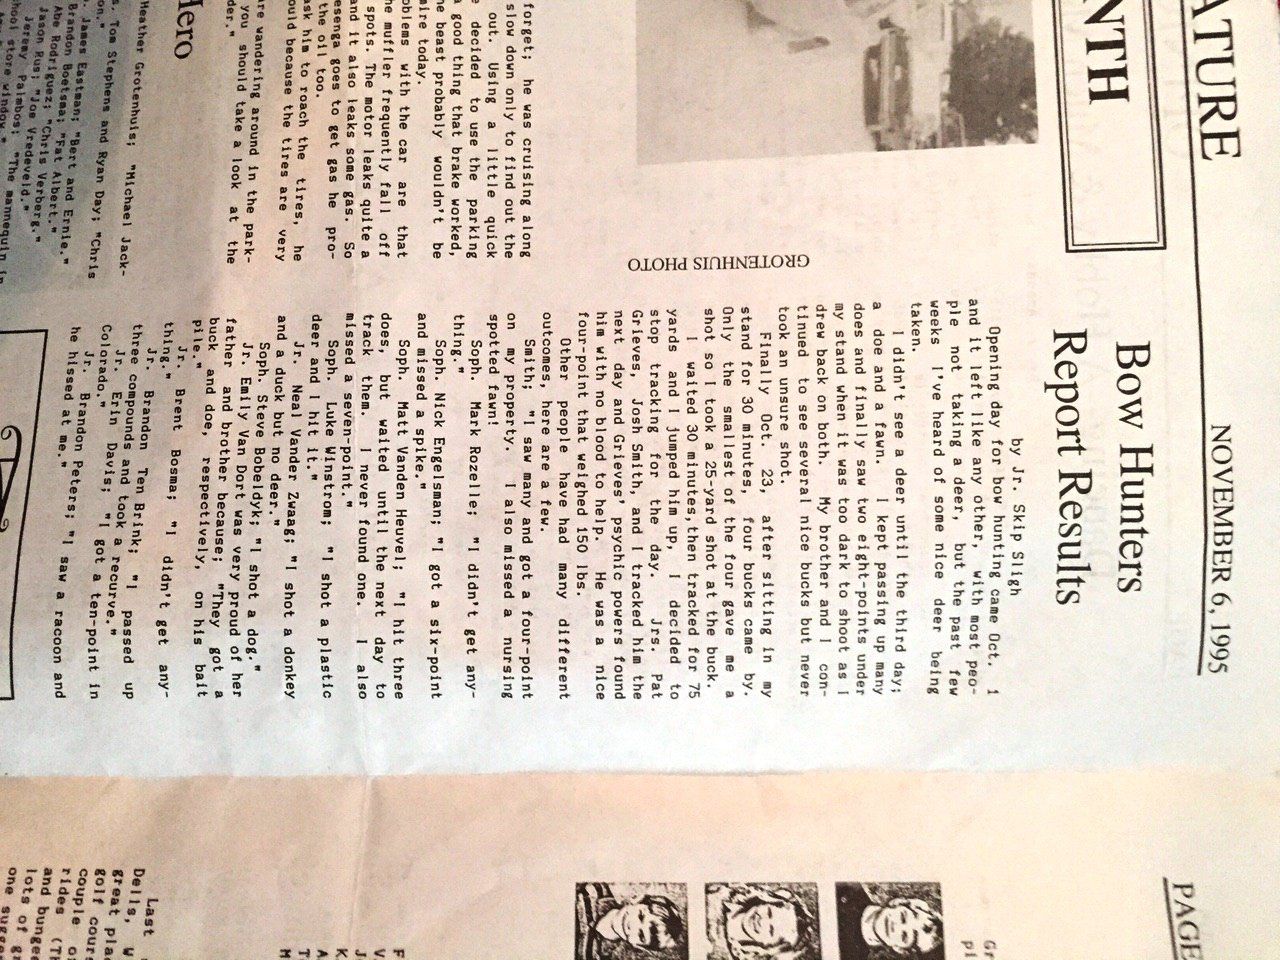 ATURE
NOVEMBER 6, 1995
NTH
GROTENHUIS PHOTO
forget; he was cruising along
slow down only to find out the
out. Using a little quick
decided to use the parking
a good thing that brake worked,
he beast probably wouldn't be
today.
oblems with the car are that
he muffler frequently fall off
spots. The motor leaks quite a
and it also leaks some gas. So
esenga goes to get gas he pro-
the oil too.
ask him to roach the tires, he
ould because the tires are very
are wandering around in the park-
you should take a look at the
der."
Hero
Heather Grotenhuis; "Michael Jack-
s. Tom Stephens and Ryan Day; "Chris
on."
James Eastman; "Bert and Ernie."
Brandon Boetsma; "Fat Albert."
Abe Rodriguez; "Chris Verberg."
Jason Rus; "Joe Vredeveld."
Jeremy Palmbos; "The mannequin in
hool store window."
Bow Hunters
Report Results
by Jr. Skip Sligh
Opening day for bow hunting came Oct. 1
and it left like any other, with most peo-
ple not taking a deer, but the past few
weeks I've heard of some nice deer being
taken.
I didn't see a deer until the third day;
a doe and a fawn. I kept passing up many
does and finally saw two eight-points under
my stand when it was too dark to shoot as I
drew back on both. My brother and I con-
tinued to see several nice bucks but never
took an unsure shot.
Finally Oct. 23, after sitting in my
stand for 30 minutes, four bucks came by.
Only the smallest of the four gave me a
shot so I took a 25-yard shot at the buck.
I waited 30 minutes,then tracked for 75
yards and I jumped him up, I decided to
stop tracking for the day. Jrs. Pat
Grieves, Josh Smith, and I tracked him the
next day and Grieves' psychic powers found
him with no blood to help. He was a nice
four-point that weighed 150 lbs.
Other people have had many different
outcomes, here are a few.
Smith; "I saw many and got a four-point
on my property. I also missed a nursing
spotted fawn!
Soph. Mark Rozelle; "I didn't get any-
thing."
Soph. Nick Engelsman; "I got a six-point
and missed a spike."
Soph. Matt Vanden Heuvel; "I hit three
does, but waited until the next day to
track them. I never found one. I also
missed a seven-point."
Soph. Luke Winstrom; "I shot a plastic
deer and I hit it."
Jr. Neal Vander Zwaag; "I shot a donkey
and a duck but no deer."
Soph. Steve Bobeldyk; "I shot a dog."
Jr. Emily Van Dort was very proud of her
father and brother because; "They got a
buck and doe, respectively, on his bait
pile."
Jr. Brent Bosma; "I didn't get any-
thing."
Jr. Brandon Ten Brink; "I passed up
three compounds and took a recurve."
Jr. Erin Davis; "I got a ten-point in
Colorado."
Jr. Brandon Peters; "I saw a racoon and
he hissed at me."
PAGE
Last
Dells, W
great pla
golf cours
couple o
rides (Th
and bungee
lots of gr
one sugge